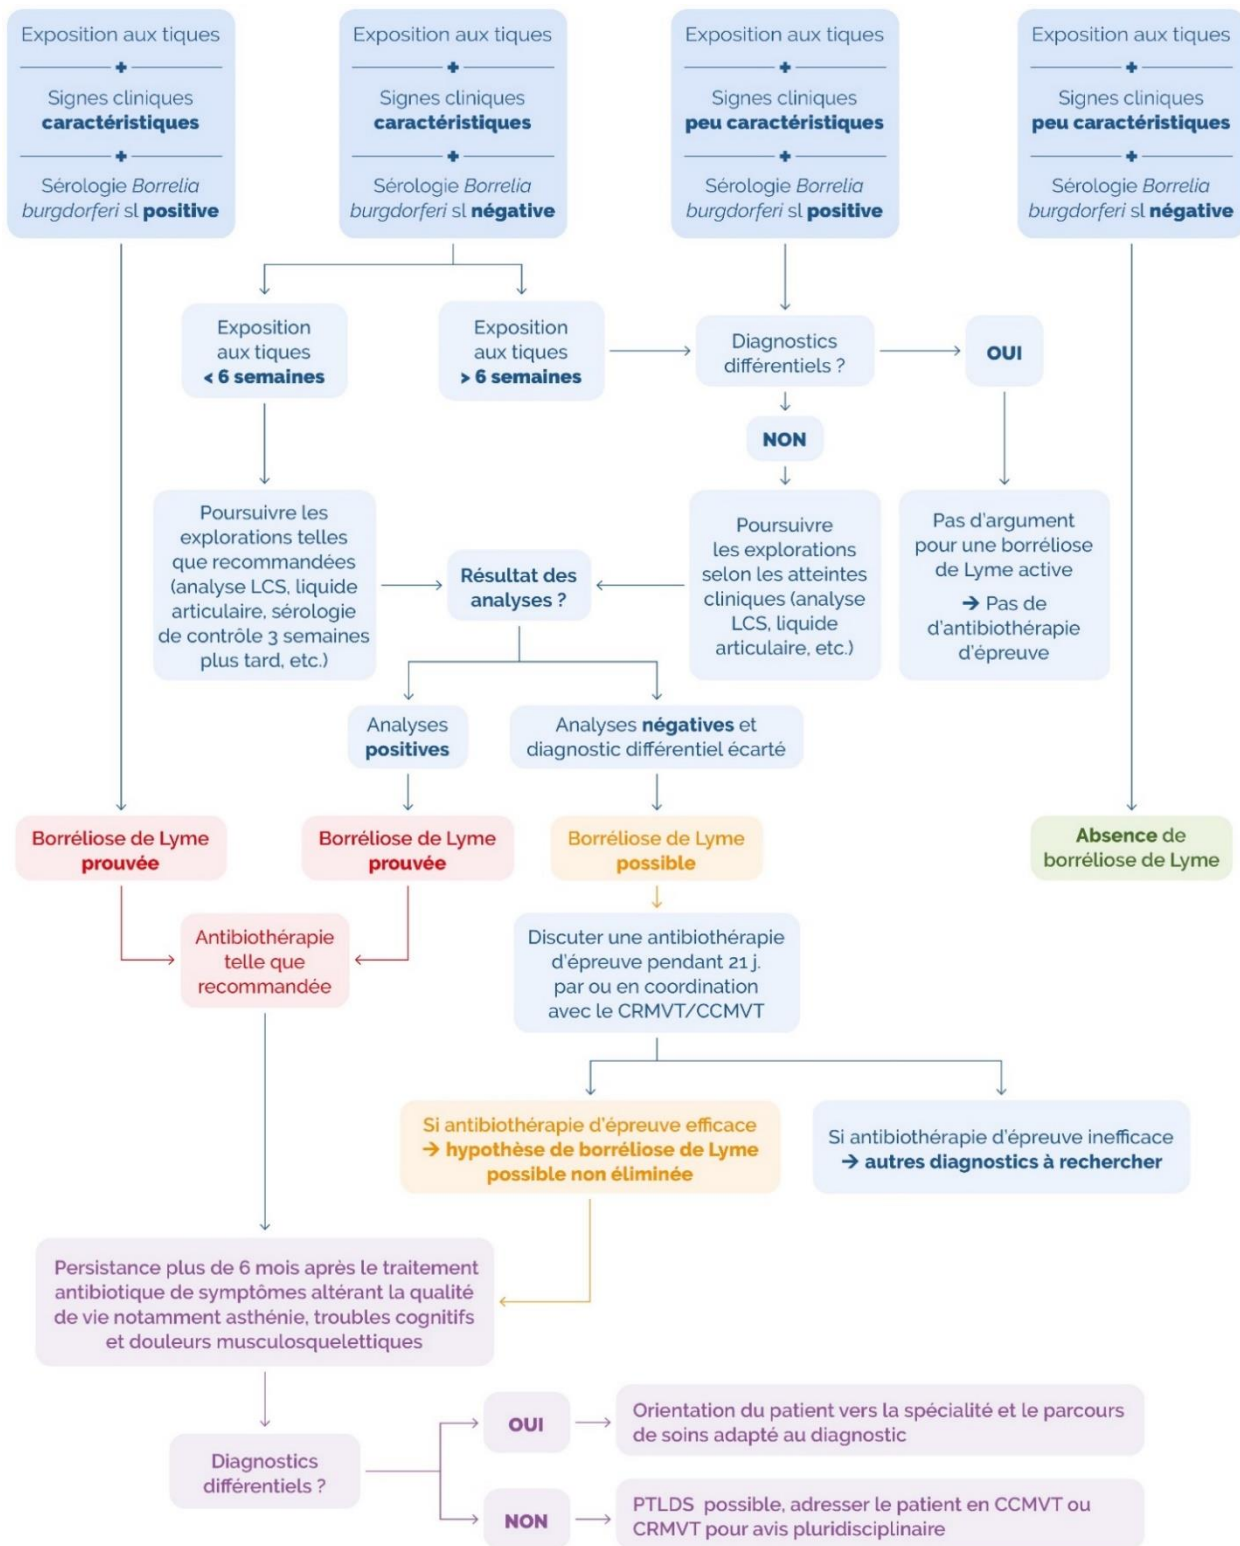 Exposition aux tiques
+
Signes cliniques
caractéristiques
+
Sérologie Borrelia
burgdorferi sl positive
Exposition aux tiques
+
Signes cliniques
caractéristiques
+
Sérologie Borrelia
burgdorferi sl négative
Exposition aux tiques
+
Signes cliniques
peu caractéristiques
+
Sérologie Borrelia
burgdorferi sl positive
Exposition aux tiques
+
Signes cliniques
peu caractéristiques
+
Sérologie Borrelia
burgdorferi sl négative
Exposition
aux tiques
< 6 semaines
Exposition
aux tiques
> 6 semaines
Diagnostics
différentiels ?
OUI
NON
Poursuivre les
explorations telles
que recommandées
(analyse LCS, liquide
articulaire, sérologie
de contrôle 3 semaines
plus tard, etc.)
Résultat des
analyses ?
Poursuivre
les explorations
selon les atteintes
cliniques (analyse
LCS, liquide
articulaire, etc.)
Pas d'argument
pour une borréliose
de Lyme active
→ Pas de
d'antibiothérapie
d'épreuve
Analyses
positives
Analyses négatives et
diagnostic différentiel écarté
Borréliose de Lyme
prouvée
Borréliose de Lyme
prouvée
Borréliose de Lyme
possible
Absence de
borréliose de Lyme
Antibiothérapie
telle que
recommandée
Discuter une antibiothérapie
d'épreuve pendant 21 j.
par ou en coordination
avec le CRMVT/CCMVT
Si antibiothérapie d'épreuve efficace
→ hypothèse de borréliose de Lyme
possible non éliminée
Si antibiothérapie d'épreuve inefficace
→ autres diagnostics à rechercher
Persistance plus de 6 mois après le traitement
antibiotique de symptômes altérant la qualité
de vie notamment asthénie, troubles cognitifs
et douleurs musculosquelettiques
Diagnostics
différentiels ?
OUI
Orientation du patient vers la spécialité et le parcours
de soins adapté au diagnostic
NON
PTLDS possible, adresser le patient en CCMVT ou
CRMVT pour avis pluridisciplinaire